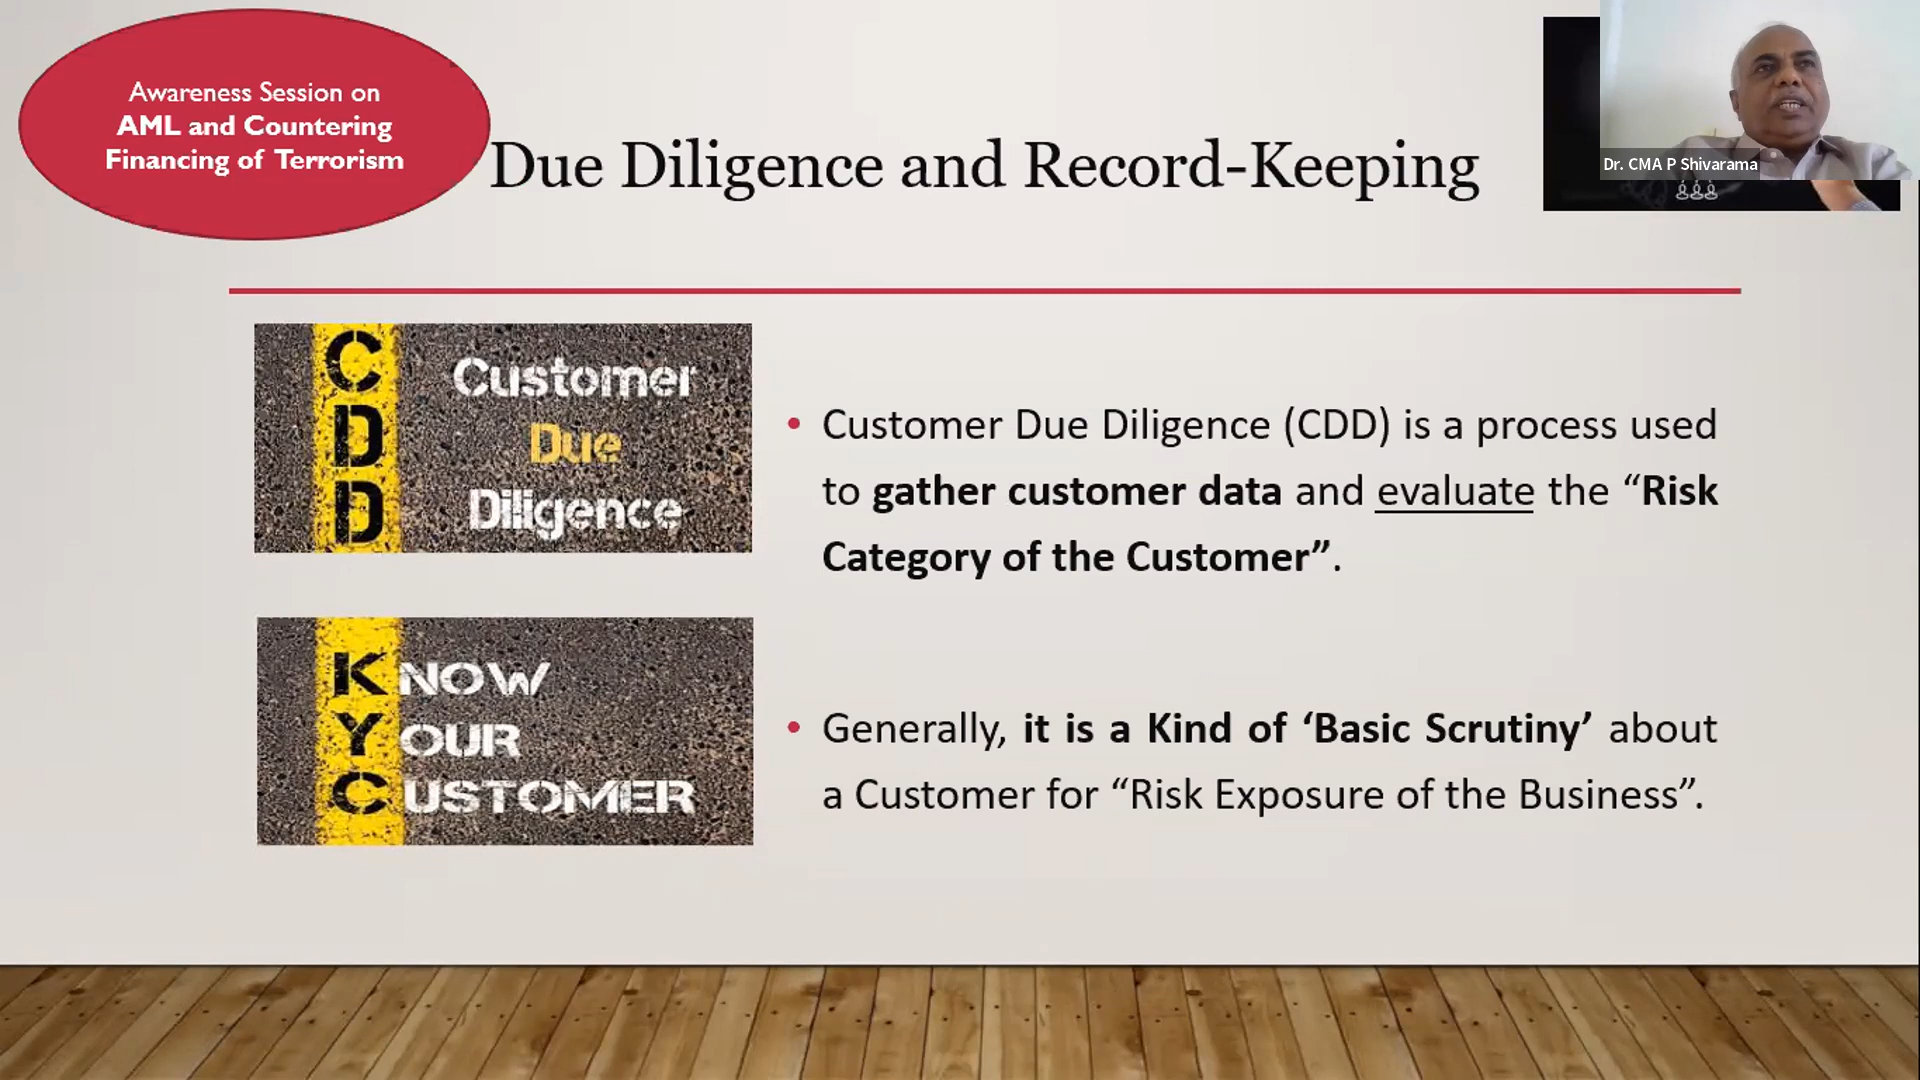 Awareness Session on
AML and Countering
Financing of Terrorism
Due Diligence and Record-Keeping
Dr. CMA P Shivarama
C
D
D
Customer
Due
Diligence
• Customer Due Diligence (CDD) is a process used
to gather customer data and evaluate the “Risk
Category of the Customer”.
KNOW
YOUR
CUSTOMER
• Generally, it is a Kind of ‘Basic Scrutiny’ about
a Customer for “Risk Exposure of the Business”.